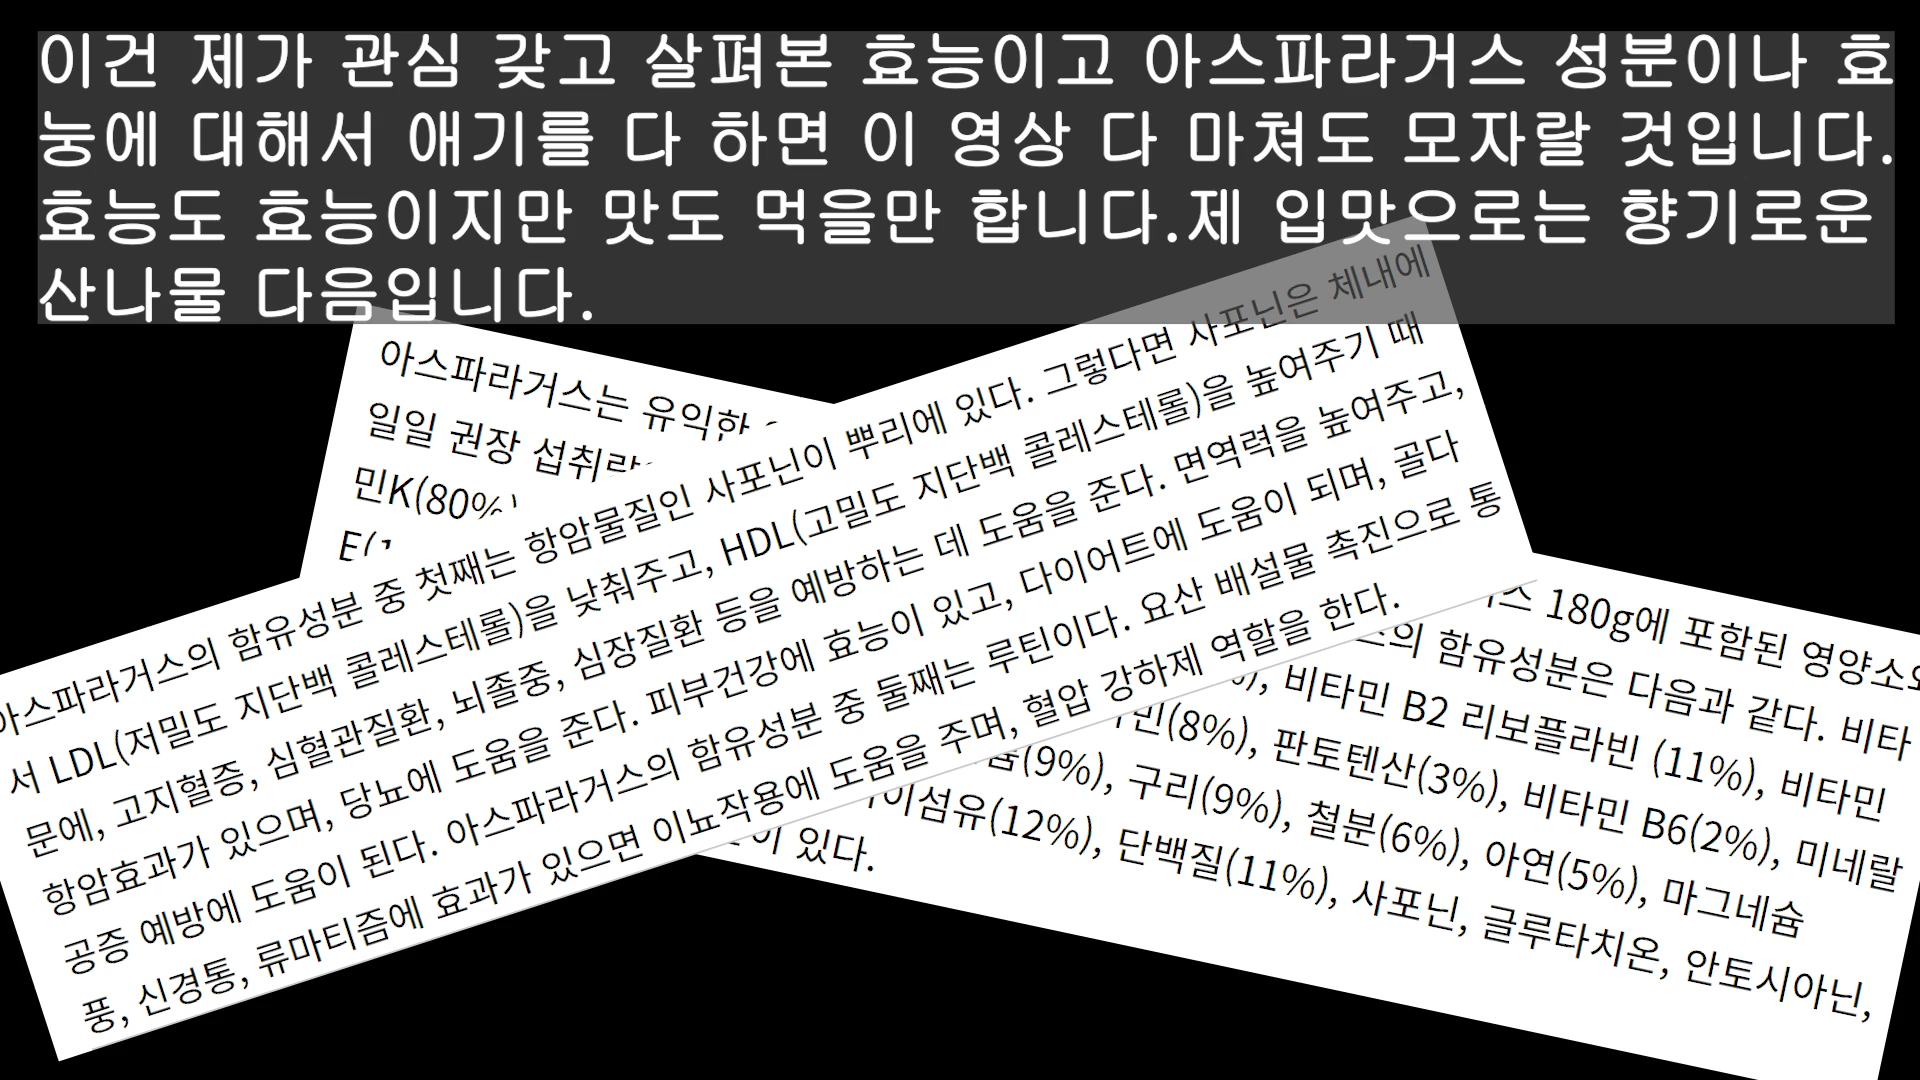 이건 제가 관심 갖고 살펴본 효능이고 아스파라거스 성분이나 효
눙에 대해서 얘기를 다 하면 이 영상 다 마쳐도 모자랄 것입니다.
효능도 효능이지만 맛도 먹을만 합니다.제 입맛으로는 향기로운
산나물 다음입니다.
아스파라거스의 함유성분 중 첫째는 항암물질인 사포닌이 뿌리에 있다. 그렇다면 사포닌은 체내에
서 LDL(저밀도 지단백 콜레스테롤)을 낮춰주고, HDL(고밀도 지단백 콜레스테롤)을 높여주기 때
문에, 고지혈증, 심혈관질환, 뇌졸중, 심장질환 등을 예방하는 데 도움을 준다. 면역력을 높여주고,
항암효과가 있으며, 당뇨에 도움을 준다. 피부건강에 효능이 있고, 다이어트에 도움이 되며, 골다
공증 예방에 도움이 된다. 아스파라거스의 함유성분 중 둘째는 루틴이다. 요산 배설물 촉진으로 통
풍, 신경통, 류마티즘에 효과가 있으면 이뇨작용에 도움을 주며, 혈압 강하제 역할을 한다.
아스파라거스는 유익한 180g에 포함된 영양소와
일일 권장 섭취량 함유성분은 다음과 같다. 비타
민K(80%), 비타민 B2 리보플라빈 (11%), 비타민
(8%), 판토텐산(3%), 비타민 B6(2%), 미네랄
(9%), 구리(9%), 철분(6%), 아연(5%), 마그네슘
이섬유(12%), 단백질(11%), 사포닌, 글루타치온, 안토시아닌,
이 있다.